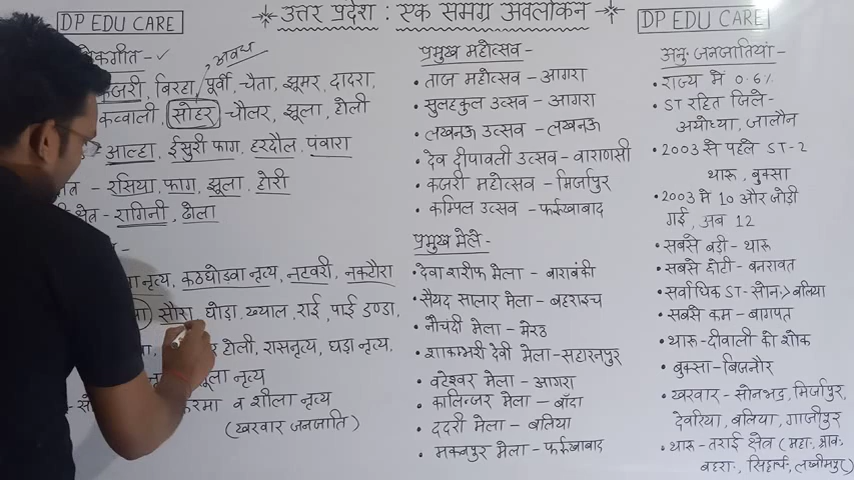 DP EDU CARE
उत्तर प्रदेश : एक समग्र अवलोकन
DP EDU CARE
कगीत -
अवध
कजरी, बिरहा, पूर्वी, चैता, झूमर, दादरा,
कव्वाली, सोहर चौलर, झूला, होली
आल्हा, ईसुरी फाग, हरदौल, पंवारा
- रसिया, फाग, झूला, होरी
- रागिनी, ढोला
नृत्य, कठघोडवा नृत्य, नटवरी, नकटौरा
सौरा, घोड़ा, ख्याल, राई, पाई डण्डा,
होली, रासनृत्य, घड़ा नृत्य,
झूला नृत्य
करमा व शीला नृत्य
(खरवार जनजाति)
प्रमुख महोत्सव -
• ताज महोत्सव - आगरा
• सुलहकुल उत्सव - आगरा
• लखनऊ उत्सव - लखनऊ
• देव दीपावली उत्सव - वाराणसी
• कजरी महोत्सव - मिर्जापुर
• कम्पिल उत्सव - फर्रुखाबाद
प्रमुख मेले -
• देवा शरीफ मेला - बाराबंकी
• सैयद सालार मेला - बहराइच
• नौचंदी मेला - मेरठ
• शाकम्भरी देवी मेला - सहारनपुर
• बटेश्वर मेला - आगरा
• कालिन्जर मेला - बाँदा
• ददरी मेला - बलिया
• मकनपुर मेला - फर्रुखाबाद
अनु॰ जनजातियां -
• राज्य में 0.6%
• ST रहित जिले -
अयोध्या, जालौन
• 2003 से पहले ST-2
थारू, बुक्सा
• 2003 मे 10 और जोड़ी
गई, अब 12
• सबसे बड़ी - थारू
• सबसे छोटी - बनरावत
• सर्वाधिक ST - सोन॰ > बलिया
• सबसे कम - बागपत
• थारू - दीवाली को शोक
• बुक्सा - बिजनौर
• खरवार - सोनभद्र, मिर्जापुर,
देवरिया, बलिया, गाजीपुर
• थारू - तराई क्षेत्र (महा॰, श्राव॰
बहरा॰, सिद्धार्थ॰, लखीमपुर)